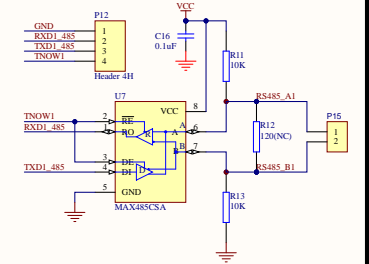 P12
VCC
GND
RXD1_485
TXD1_485
TNOW1
1
2
3
4
Header 4H
C16
0.1uF
R11
10K
U7
VCC
8
TNOW1
2
RE
RXD1_485
1
RO
R
A
A
6
B
B
7
3
DE
TXD1_485
4
DI
D
5
GND
MAX485CSA
RS485_A1
R12
120(NC)
P15
1
2
RS485_B1
R13
10K